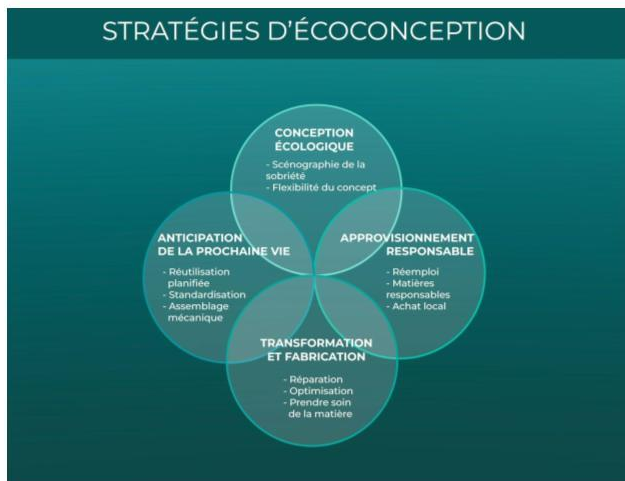 STRATÉGIES D'ÉCOCONCEPTION
CONCEPTION
ÉCOLOGIQUE
- Scénographie de la
sobriété
- Flexibilité du concept
ANTICIPATION
DE LA PROCHAINE VIE
- Réutilisation
planifiée
- Standardisation
- Assemblage
mécanique
APPROVISIONNEMENT
RESPONSABLE
- Réemploi
- Matières
responsables
- Achat local
TRANSFORMATION
ET FABRICATION
- Réparation
- Optimisation
- Prendre soin
de la matière